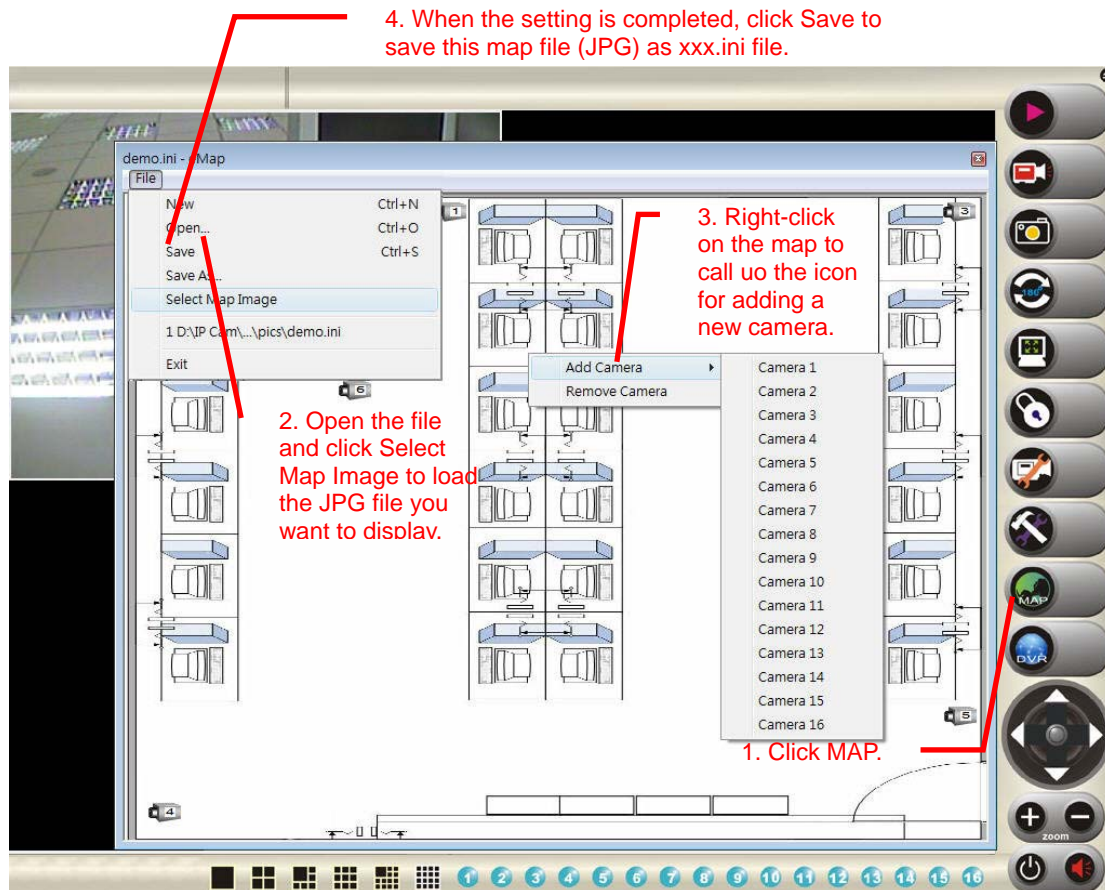 4. When the setting is completed, click Save to
save this map file (JPG) as xxx.ini file.
demo.ini - eMap
File
New Ctrl+N
Open... Ctrl+O
Save Ctrl+S
Save As...
Select Map Image
1 D:\IP Cam\...\pics\demo.ini
Exit
1
3
3. Right-click
on the map to
call uo the icon
for adding a
new camera.
180°
Add Camera
Remove Camera
Camera 1
Camera 2
Camera 3
Camera 4
Camera 5
Camera 6
Camera 7
Camera 8
Camera 9
Camera 10
Camera 11
Camera 12
Camera 13
Camera 14
Camera 15
Camera 16
6
2. Open the file
and click Select
Map Image to load
the JPG file you
want to display.
MAP
DVR
5
1. Click MAP.
4
zoom
1 2 3 4 5 6 7 8 9 10 11 12 13 14 15 16